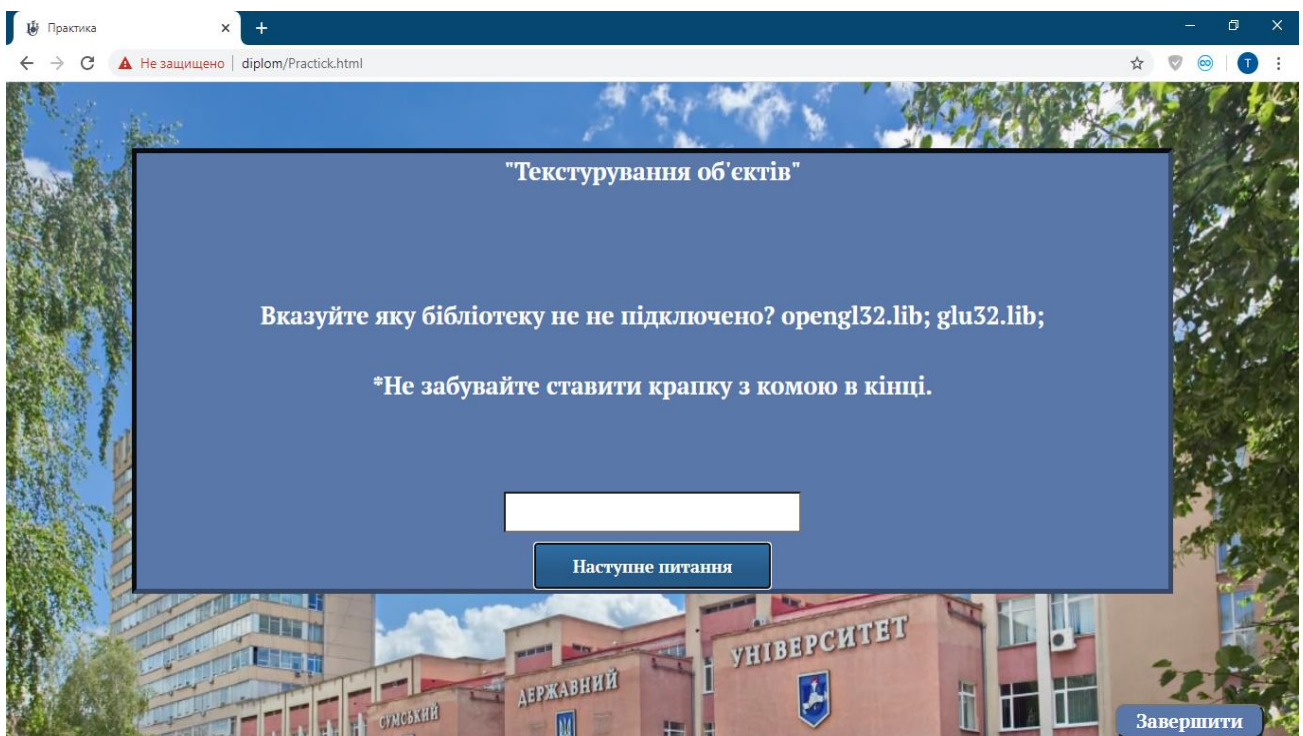 Практика
Не защищено
diplom/Practick.html
T
"Текстурування об'єктів"
Вказуйте яку бібліотеку не не підключено? opengl32.lib; glu32.lib;
*Не забувайте ставити крапку з комою в кінці.
Наступне питання
СУМСЬКИЙ
ДЕРЖАВНИЙ
УНІВЕРСИТЕТ
Завершити